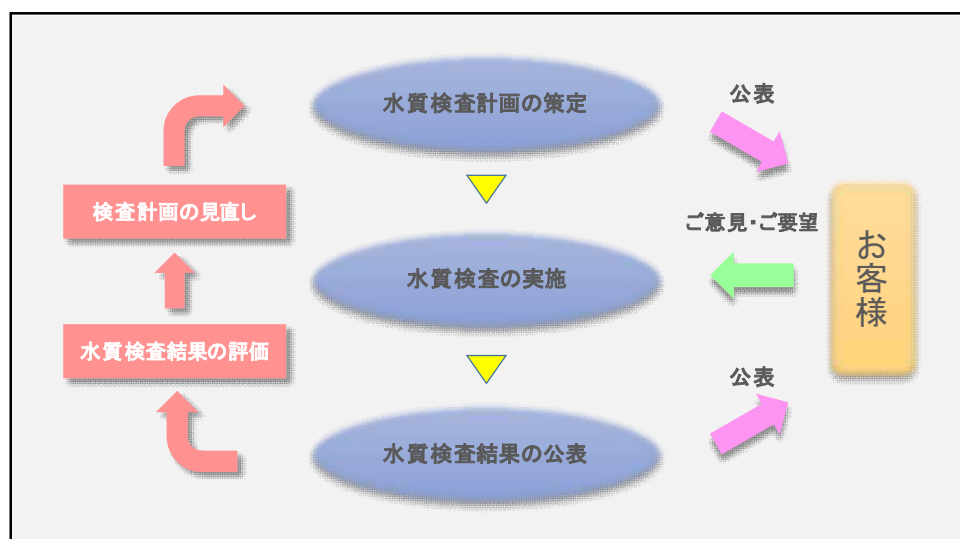 水質検査計画の策定
公表
検査計画の見直し
ご意見・ご要望
お客様
水質検査の実施
水質検査結果の評価
公表
水質検査結果の公表